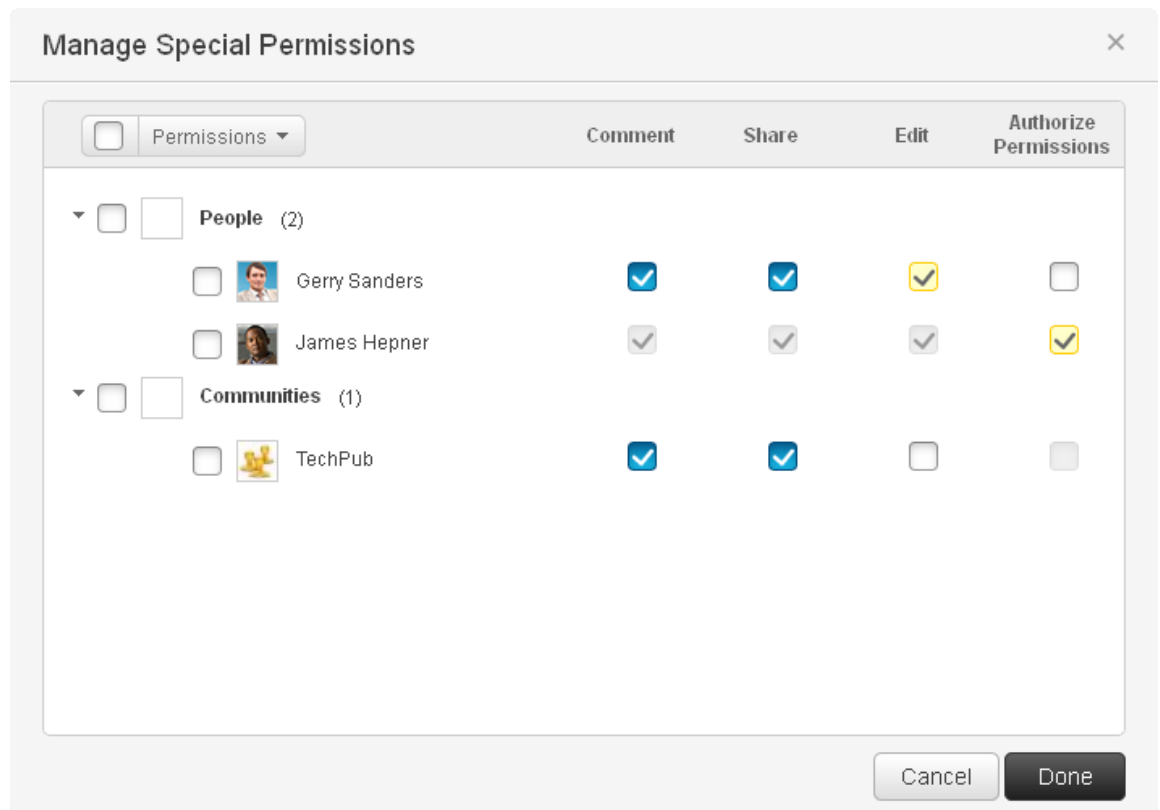 Manage Special Permissions
Permissions
Comment
Share
Edit
Authorize
Permissions
People (2)
Gerry Sanders
James Hepner
Communities (1)
TechPub
Cancel
Done